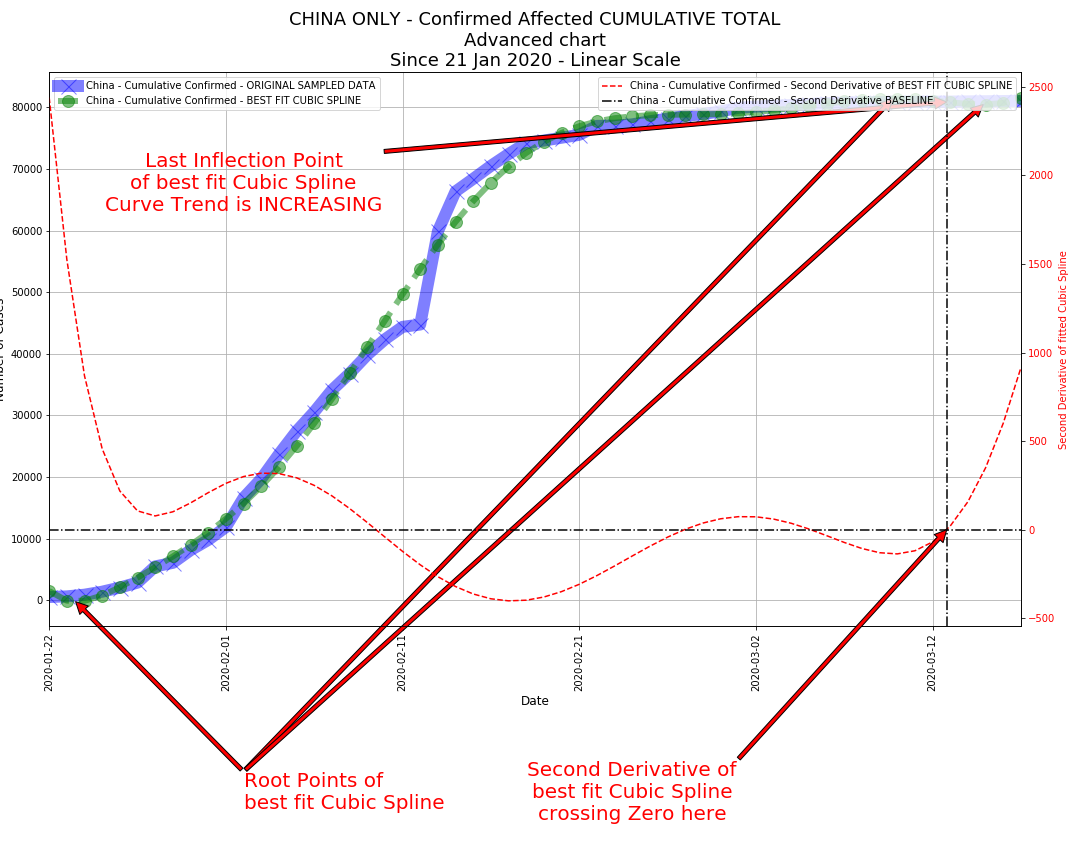 CHINA ONLY - Confirmed Affected CUMULATIVE TOTAL
Advanced chart
Since 21 Jan 2020 - Linear Scale
China - Cumulative Confirmed - ORIGINAL SAMPLED DATA
China - Cumulative Confirmed - BEST FIT CUBIC SPLINE
China - Cumulative Confirmed - Second Derivative of BEST FIT CUBIC SPLINE
China - Cumulative Confirmed - Second Derivative BASELINE
80000
70000
60000
50000
40000
30000
20000
10000
0
2500
2000
1500
1000
500
0
−500
Second Derivative of fitted Cubic Spline
Last Inflection Point
of best fit Cubic Spline
Curve Trend is INCREASING
2020-01-22
2020-02-01
2020-02-11
2020-02-21
2020-03-02
2020-03-12
Date
Root Points of
best fit Cubic Spline
Second Derivative of
best fit Cubic Spline
crossing Zero here